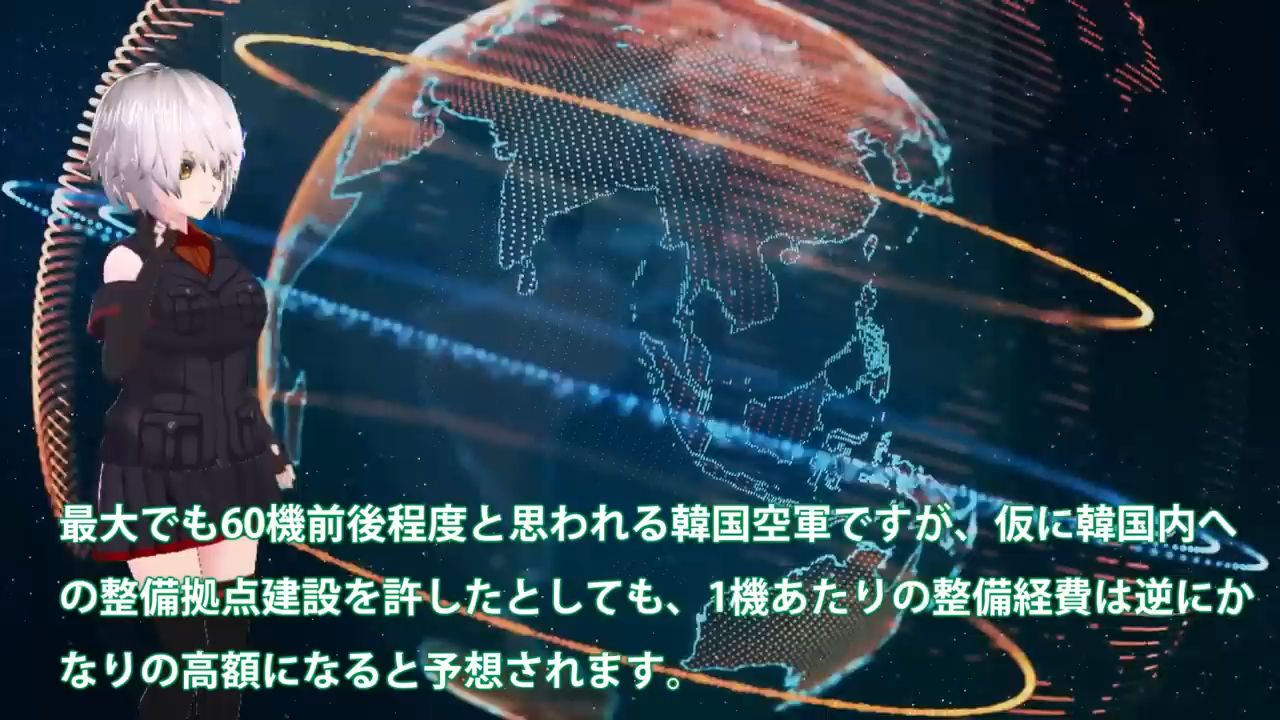 最大でも60機前後程度と思われる韓国空軍ですが、仮に韓国内へ
の整備拠点建設を許したとしても、1機あたりの整備経費は逆にか
なりの高額になると予想されます。